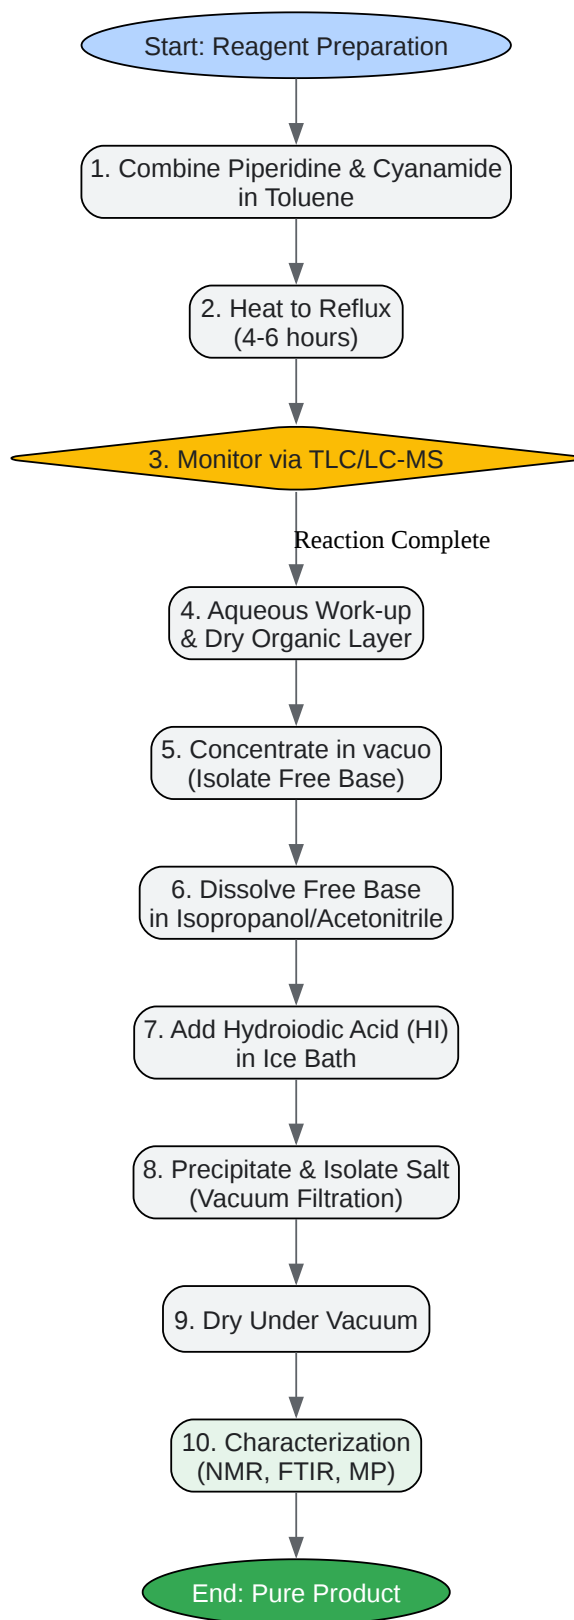 Start: Reagent Preparation
1. Combine Piperidine & Cyanamide
in Toluene
2. Heat to Reflux
(4-6 hours)
3. Monitor via TLC/LC-MS
Reaction Complete
4. Aqueous Work-up
& Dry Organic Layer
5. Concentrate in vacuo
(Isolate Free Base)
6. Dissolve Free Base
in Isopropanol/Acetonitrile
7. Add Hydroiodic Acid (HI)
in Ice Bath
8. Precipitate & Isolate Salt
(Vacuum Filtration)
9. Dry Under Vacuum
10. Characterization
(NMR, FTIR, MP)
End: Pure Product